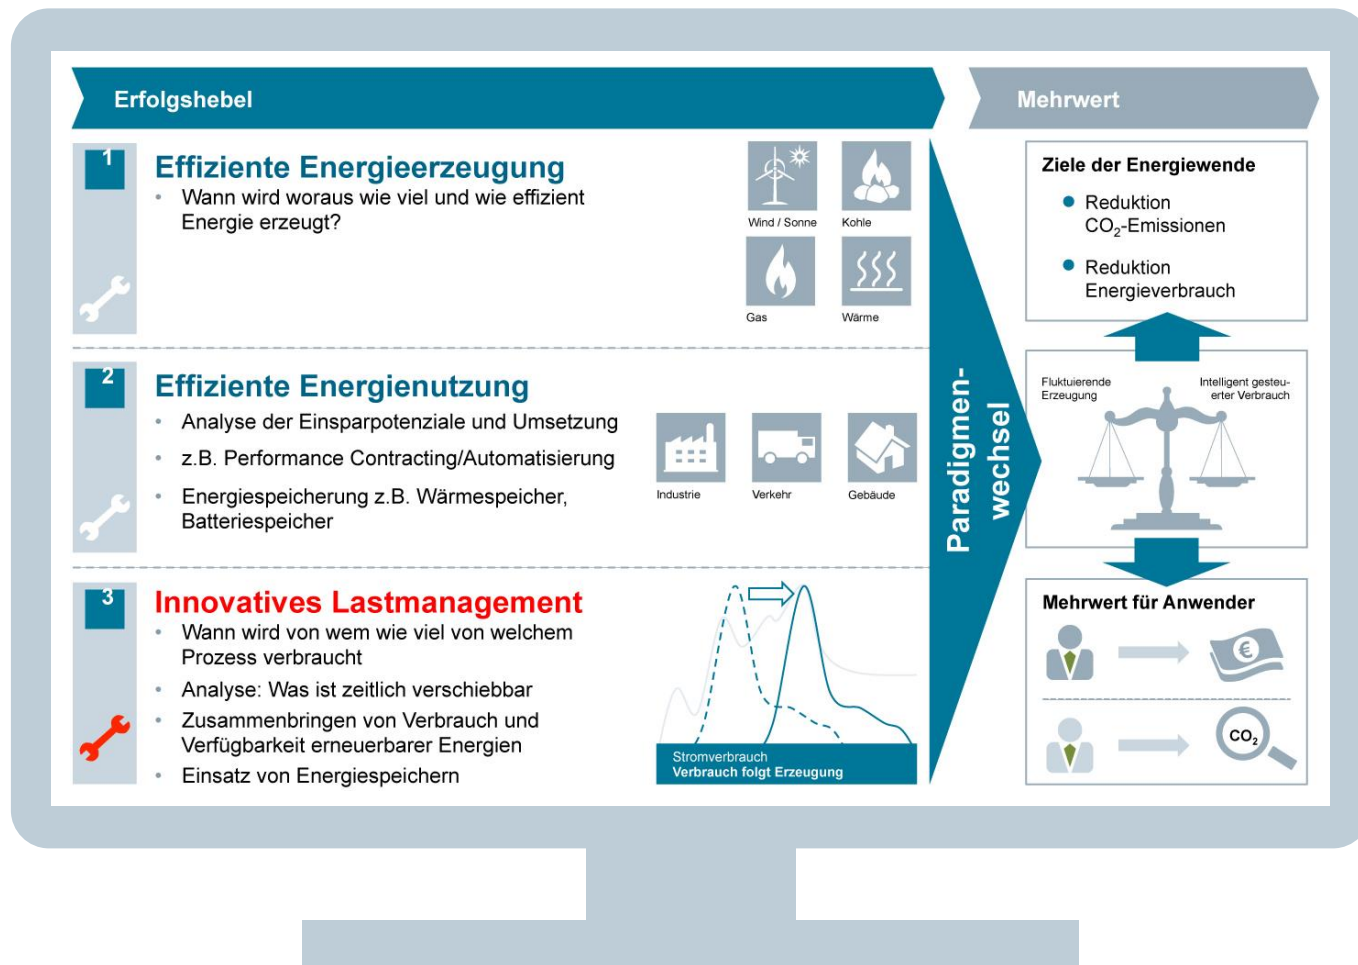 Erfolgshebel
Mehrwert
1
Effiziente Energieerzeugung
• Wann wird woraus wie viel und wie effizient
Energie erzeugt?
Wind / Sonne
Kohle
Gas
Wärme
2
Effiziente Energienutzung
• Analyse der Einsparpotenziale und Umsetzung
• z.B. Performance Contracting/Automatisierung
• Energiespeicherung z.B. Wärmespeicher,
Batteriespeicher
Industrie
Verkehr
Gebäude
3
Innovatives Lastmanagement
• Wann wird von wem wie viel von welchem
Prozess verbraucht
• Analyse: Was ist zeitlich verschiebbar
• Zusammenbringen von Verbrauch und
Verfügbarkeit erneuerbarer Energien
• Einsatz von Energiespeichern
Stromverbrauch
Verbrauch folgt Erzeugung
Paradigmen-
wechsel
Ziele der Energiewende
• Reduktion
CO₂-Emissionen
• Reduktion
Energieverbrauch
Fluktuierende
Erzeugung
Intelligent gesteu-
erter Verbrauch
Mehrwert für Anwender
€
CO₂